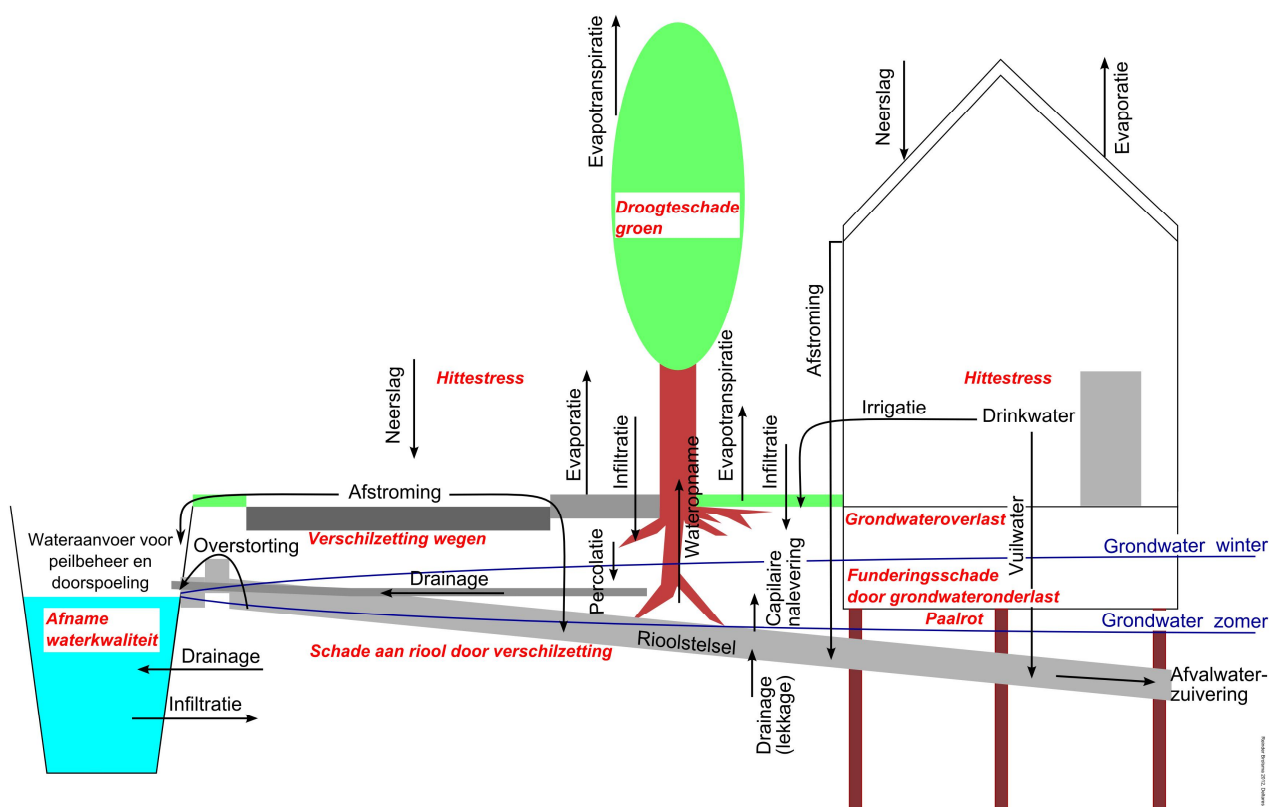 Evapotranspiratie
Neerslag
Evaporatie
Droogteschade
groen
Afstroming
Neerslag
Hittestress
Evaporatie
Infiltratie
Wateropname
Evapotranspiratie
Infiltratie
Hittestress
Irrigatie
Drinkwater
Afstroming
Verschilzetting wegen
Grondwateroverlast
Vuilwater
Wateraanvoer voor
peilbeheer en
doorspoeling
Overstorting
Drainage
Percolatie
Capilaire
nalevering
Grondwater winter
Funderingsschade
door grondwateronderlast
Paalrot
Grondwater zomer
Afname
waterkwaliteit
Rioolstelsel
Schade aan riool door verschilzetting
Drainage
Infiltratie
Drainage
(lekkage)
Afvalwater-
zuivering